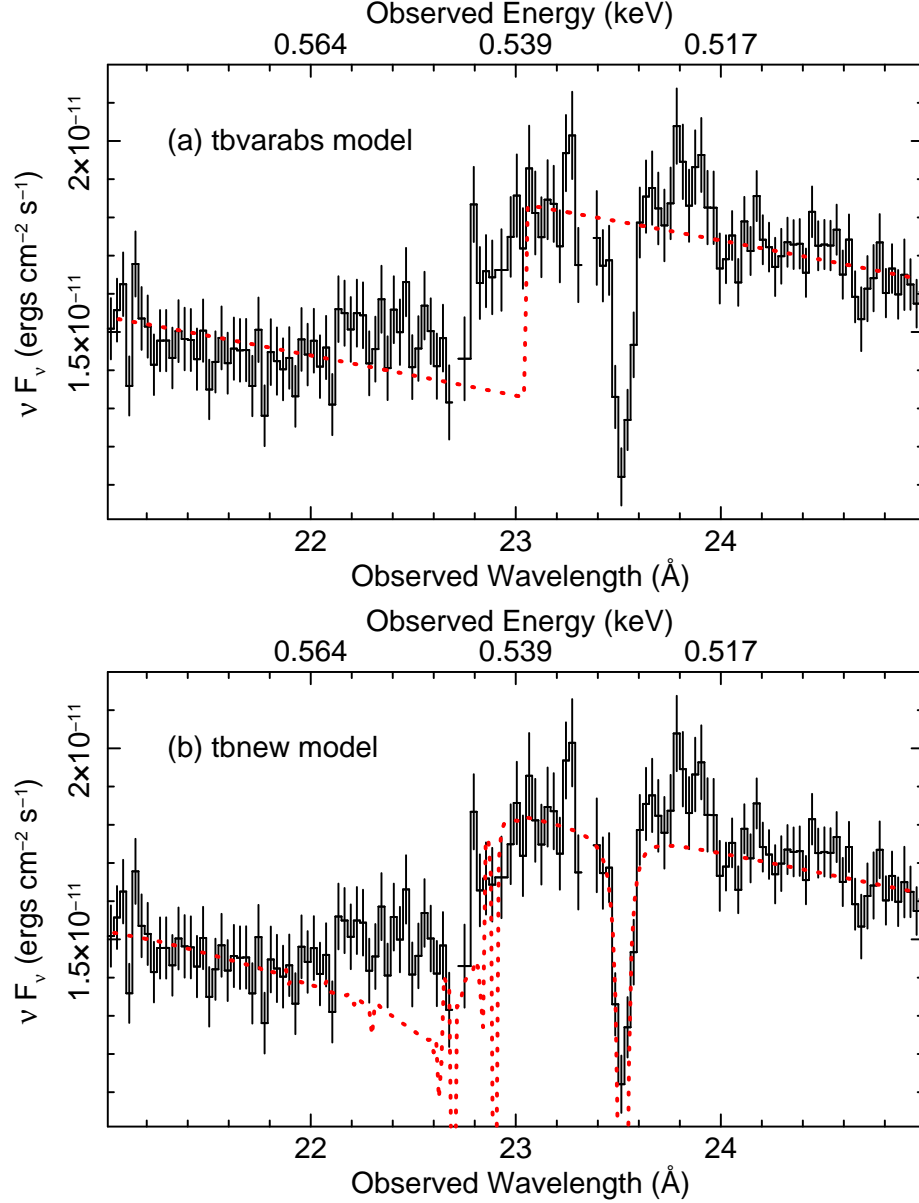 Observed Energy (keV)
0.564 0.539 0.517
(a) tbvarabs model
2×10⁻¹¹
1.5×10⁻¹¹
ν Fν (ergs cm⁻² s⁻¹)
22 23 24
Observed Wavelength (Å)
Observed Energy (keV)
0.564 0.539 0.517
(b) tbnew model
2×10⁻¹¹
1.5×10⁻¹¹
ν Fν (ergs cm⁻² s⁻¹)
22 23 24
Observed Wavelength (Å)